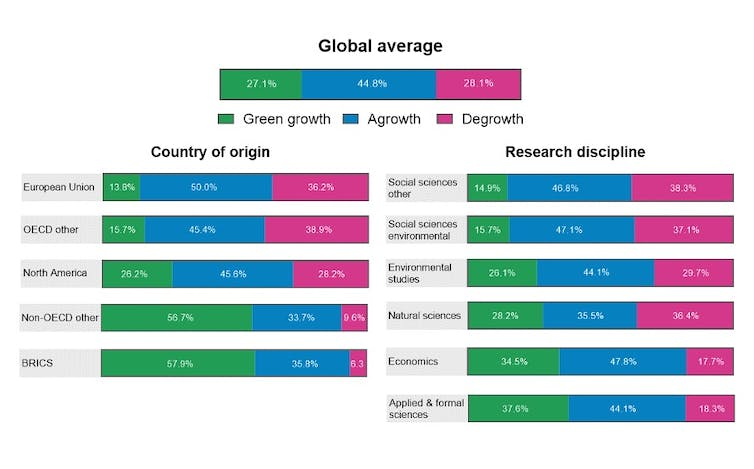 Global average
27.1% 44.8% 28.1%
Green growth Agrowth Degrowth
Country of origin
European Union 13.8% 50.0% 36.2%
OECD other 15.7% 45.4% 38.9%
North America 26.2% 45.6% 28.2%
Non-OECD other 56.7% 33.7% 9.6%
BRICS 57.9% 35.8% 6.3
Research discipline
Social sciences
other 14.9% 46.8% 38.3%
Social sciences
environmental 15.7% 47.1% 37.1%
Environmental
studies 26.1% 44.1% 29.7%
Natural sciences 28.2% 35.5% 36.4%
Economics 34.5% 47.8% 17.7%
Applied & formal
sciences 37.6% 44.1% 18.3%